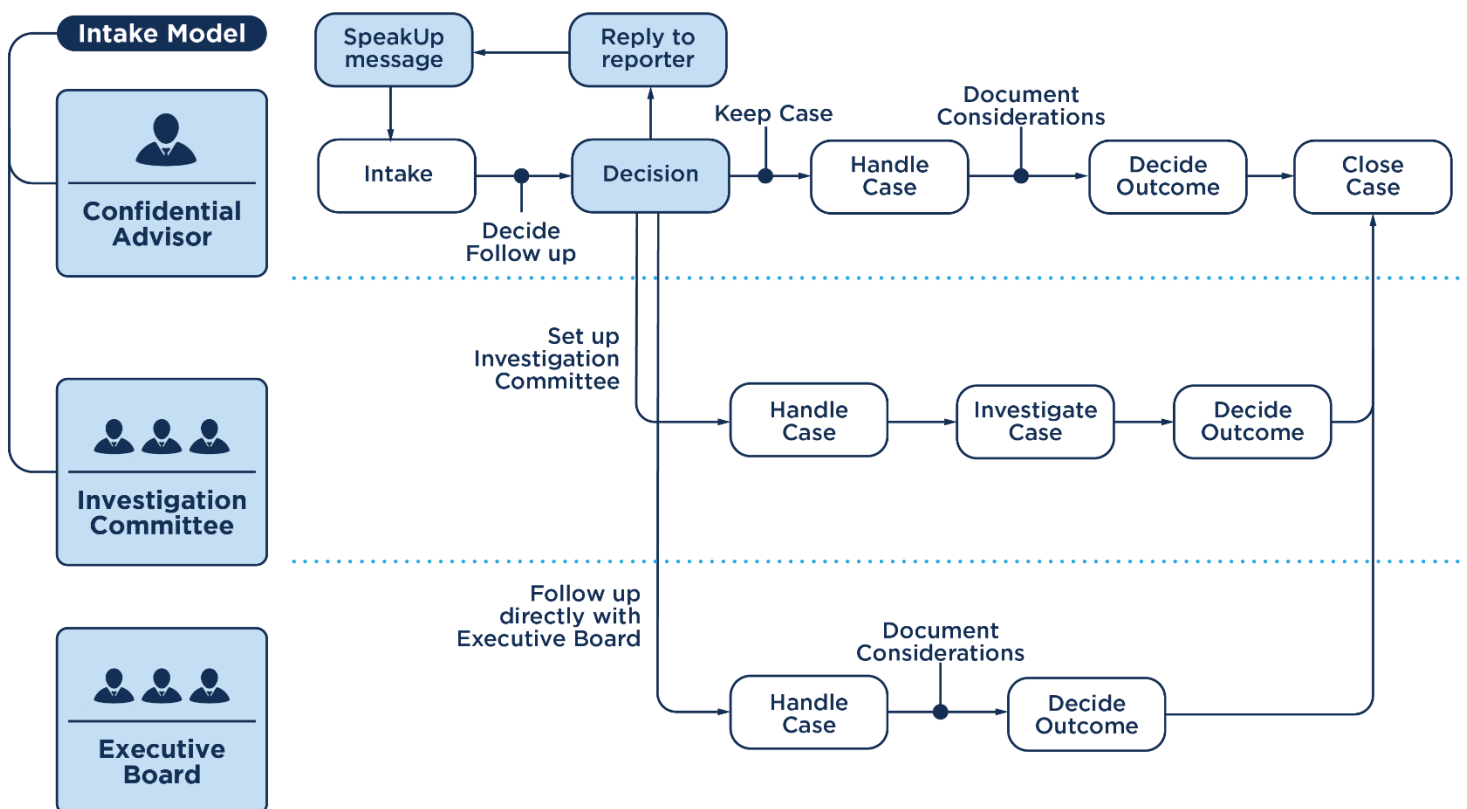 Intake Model
Confidential
Advisor
Investigation
Committee
Executive
Board
SpeakUp
message
Reply to
reporter
Intake
Decide
Follow up
Decision
Keep Case
Handle
Case
Document
Considerations
Decide
Outcome
Close
Case
Set up
Investigation
Committee
Handle
Case
Investigate
Case
Decide
Outcome
Follow up
directly with
Executive Board
Handle
Case
Document
Considerations
Decide
Outcome